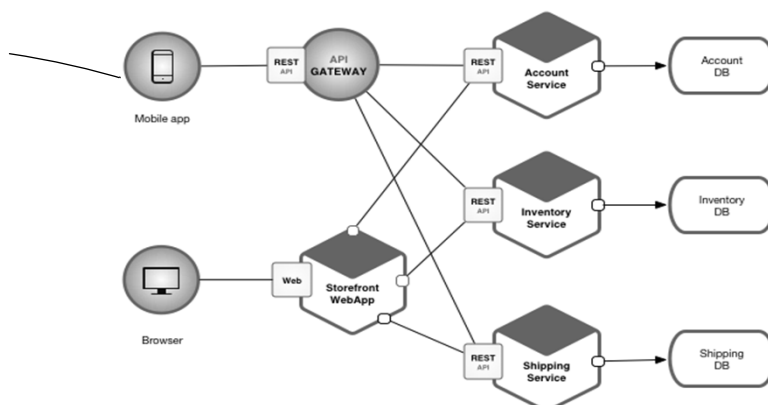 REST
API
API
GATEWAY
REST
API
Account
Service
Account
DB
Mobile app
REST
API
Inventory
Service
Inventory
DB
Web
Storefront
WebApp
Browser
REST
API
Shipping
Service
Shipping
DB